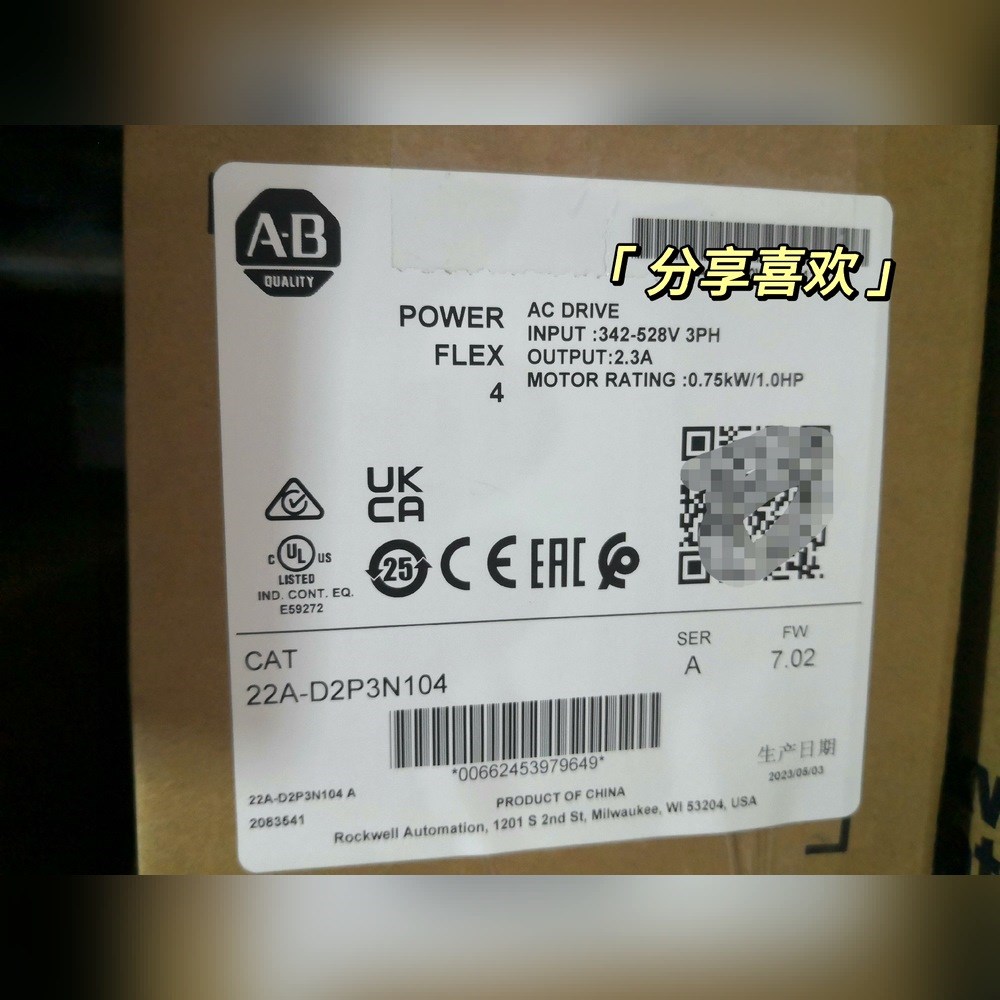 A-B
QUALITY
「分享喜欢」
POWER
FLEX
4
AC DRIVE
INPUT :342-528V 3PH
OUTPUT:2.3A
MOTOR RATING :0.75kW/1.0HP
UK
CA
C UL US
LISTED
IND. CONT. EQ.
E59272
25
CE
EAC
CAT
22A-D2P3N104
SER
A
FW
7.02
*00662453979649*
生产日期
2023/05/03
22A-D2P3N104 A
2083541
PRODUCT OF CHINA
Rockwell Automation, 1201 S 2nd St, Milwaukee, WI 53204, USA